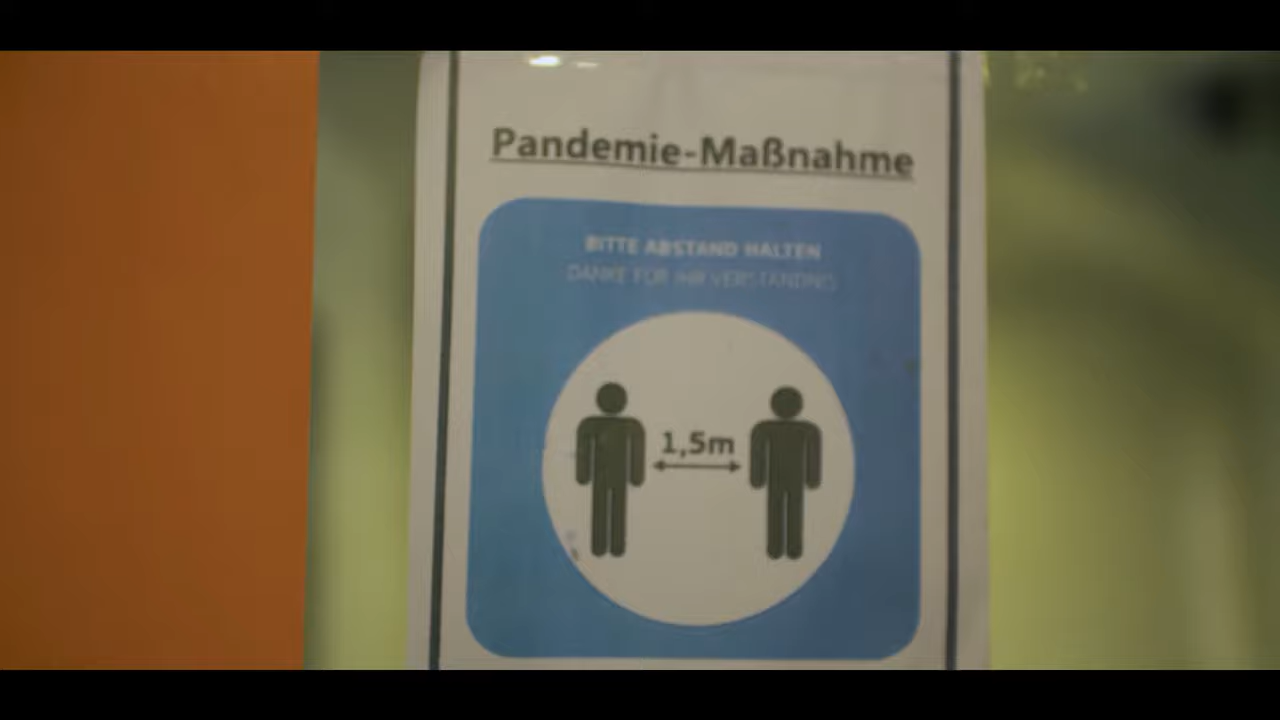 Pandemie-Maßnahme
BITTE ABSTAND HALTEN
DANKE FÜR IHR VERSTÄNDNIS
1,5m